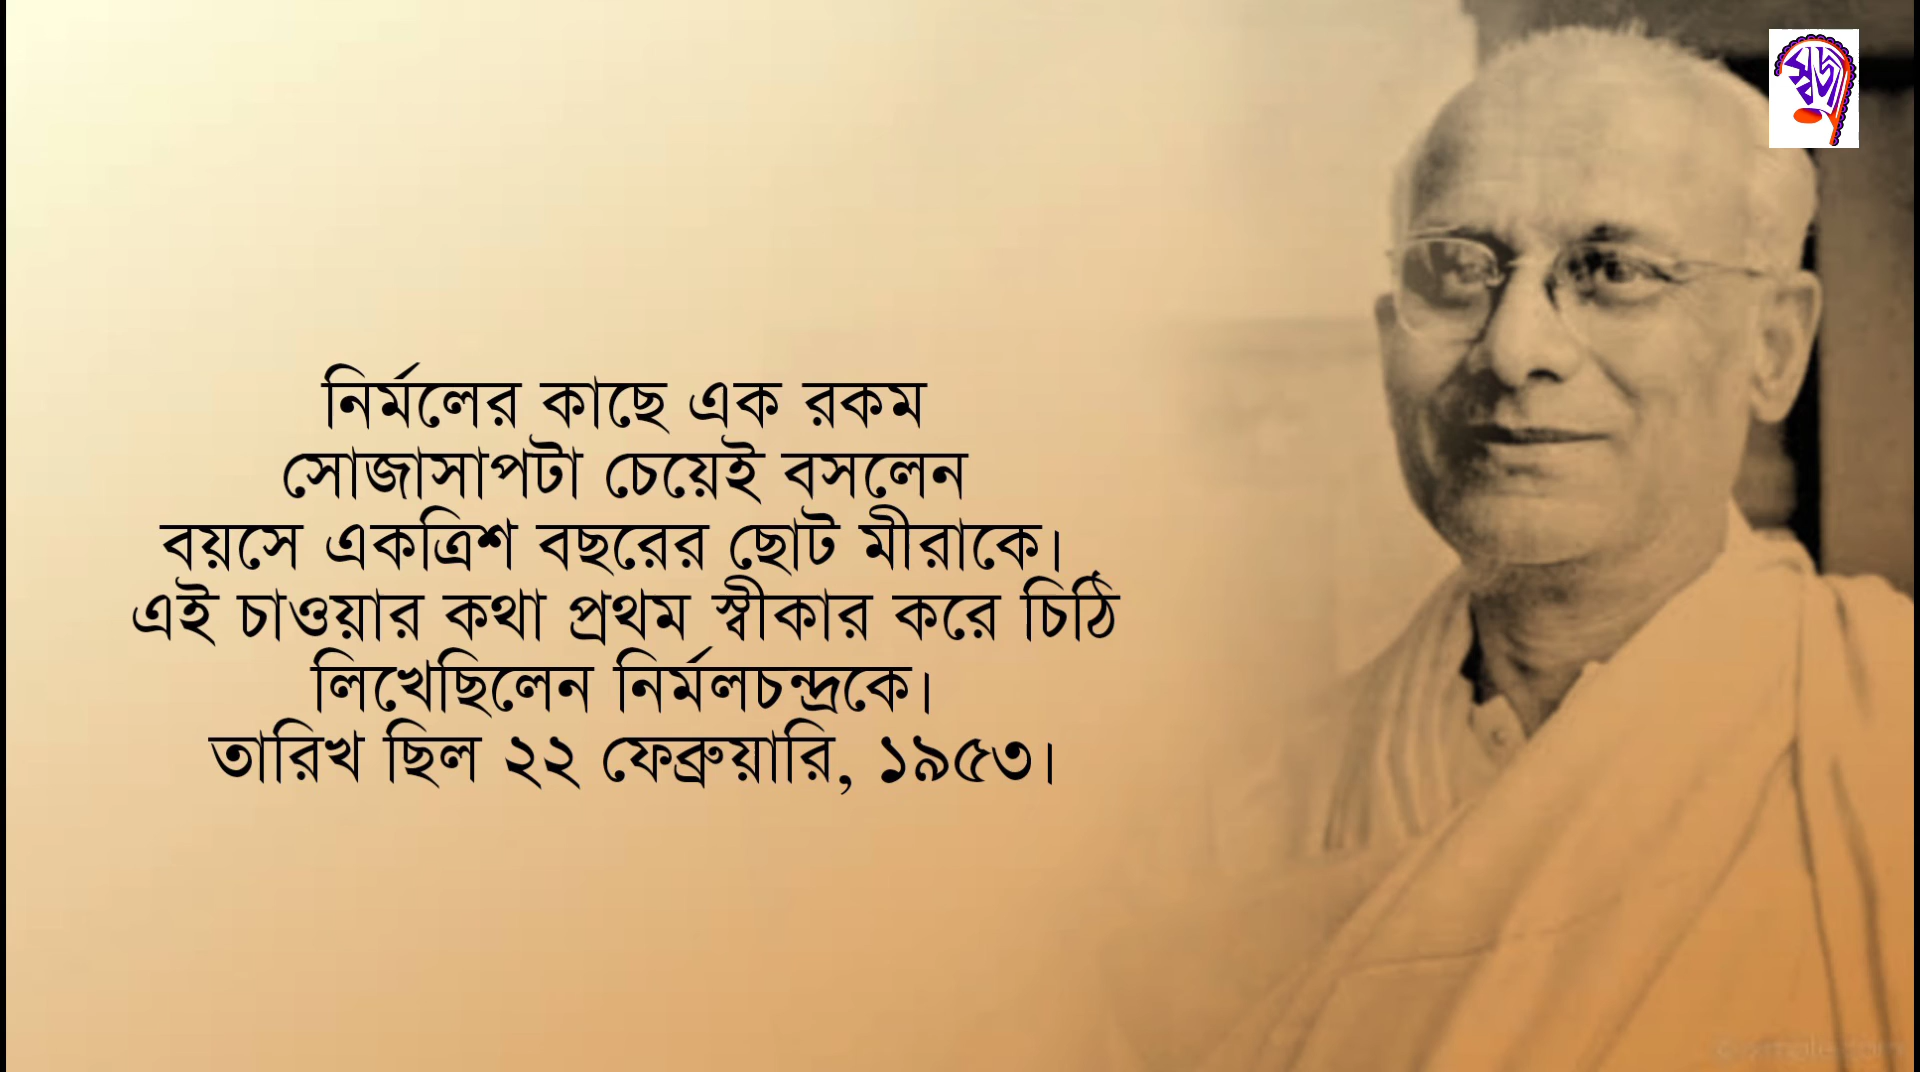 নির্মলের কাছে এক রকম
সোজাসাপটা চেয়েই বসলেন
বয়সে একত্রিশ বছরের ছোট মীরাকে।
এই চাওয়ার কথা প্রথম স্বীকার করে চিঠি
লিখেছিলেন নির্মলচন্দ্রকে।
তারিখ ছিল ২২ ফেব্রুয়ারি, ১৯৫৩।